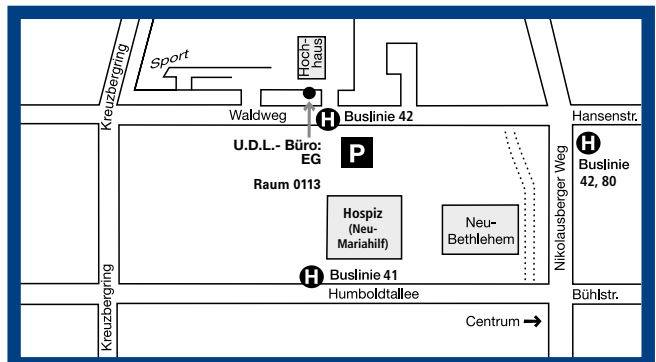 Sport
Hoch-
haus
Kreuzbergring
Waldweg
H Buslinie 42
Hansenstr.
U.D.L.- Büro:
EG
P
Raum 0113
H
Buslinie
42, 80
Nikolausberger Weg
Hospiz
(Neu-
Mariahilf)
Neu-
Bethlehem
H Buslinie 41
Kreuzbergring
Humboldtallee
Bühlstr.
Centrum →